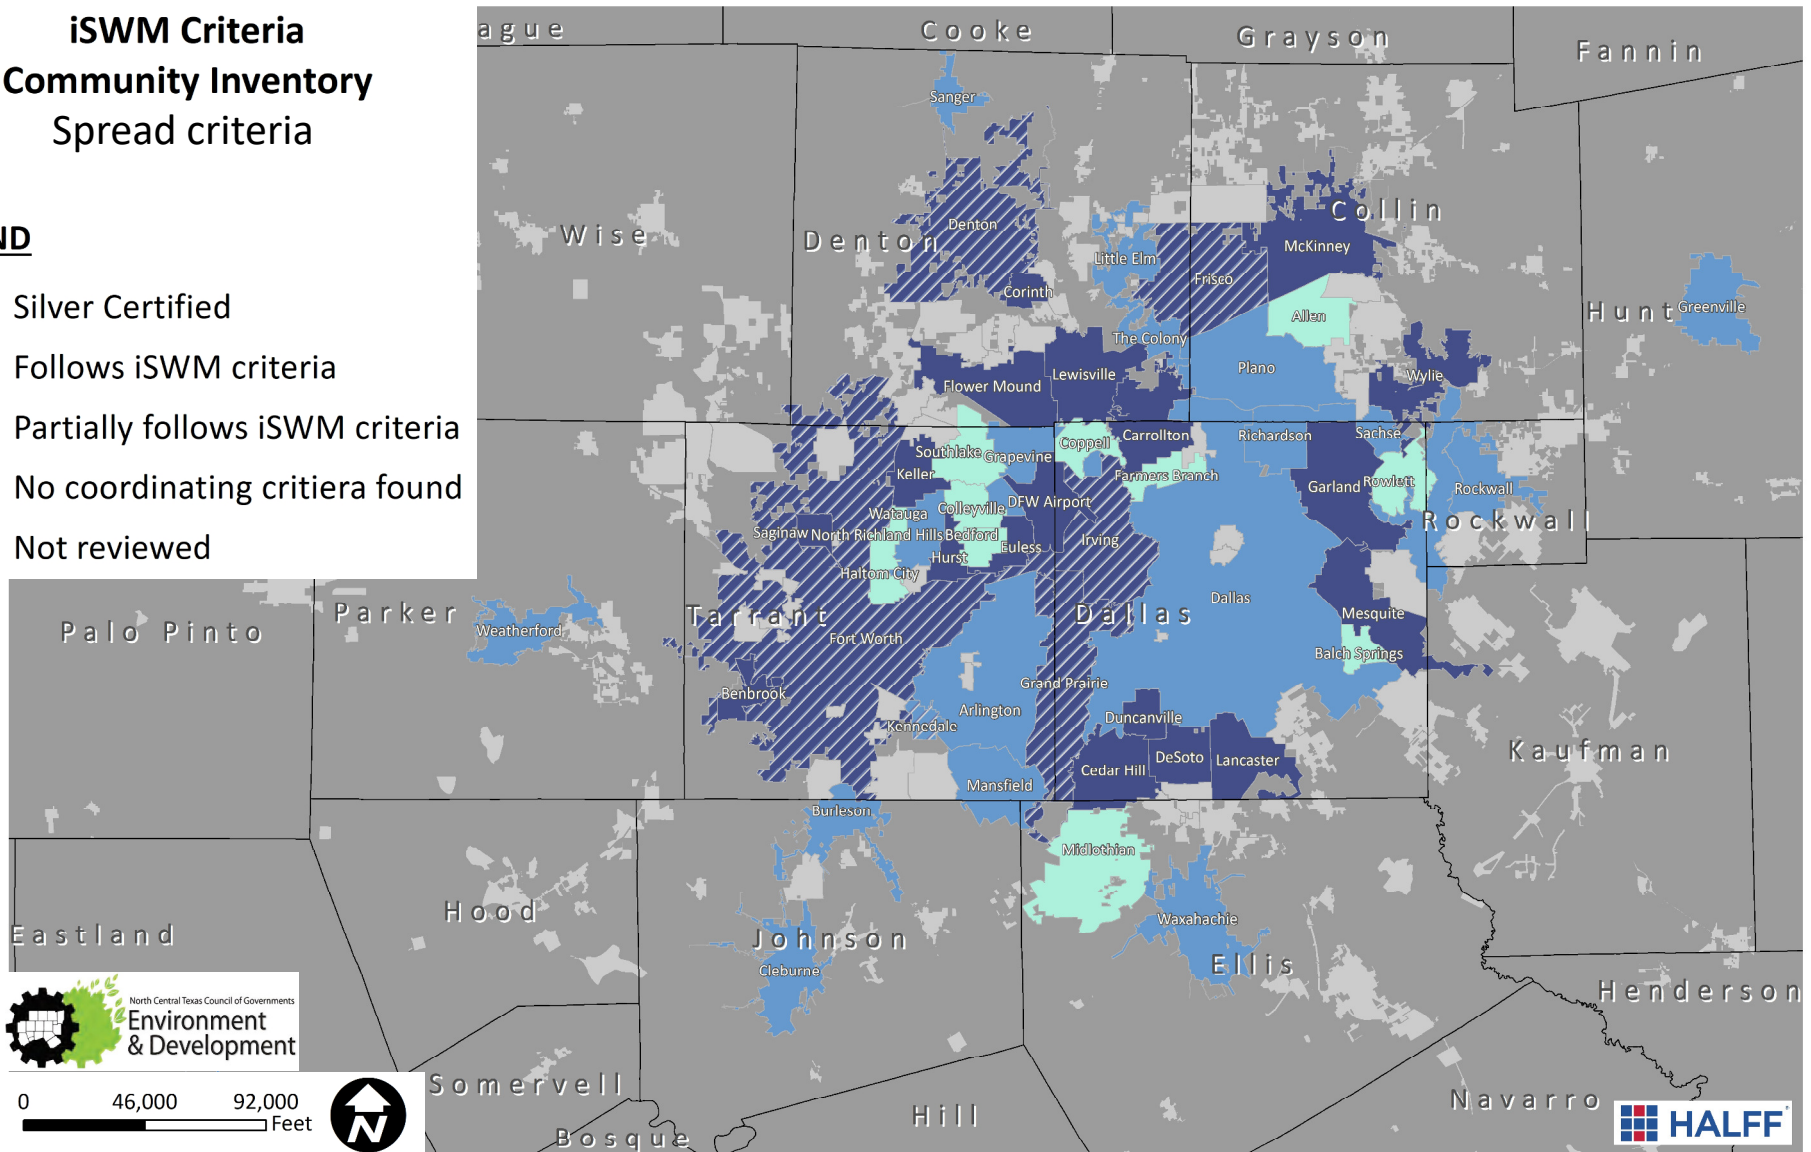 iSWM Criteria
Community Inventory
Spread criteria
ND
Silver Certified
Follows iSWM criteria
Partially follows iSWM criteria
No coordinating critiera found
Not reviewed
ague
Cooke
Grayson
Fannin
Sanger
Wise
Denton
Denton
Collin
McKinney
Little Elm
Frisco
Corinth
Allen
Hunt
Greenville
The Colony
Plano
Lewisville
Flower Mound
Wylie
Coppell
Carrollton
Richardson
Sachse
Southlake
Grapevine
Keller
Farmers Branch
Garland
Rowlett
Rockwall
Rockwall
DFW Airport
Colleyville
Watauga
Saginaw
North Richland Hills
Bedford
Euless
Irving
Hurst
Haltom City
Palo Pinto
Parker
Weatherford
Tarrant
Fort Worth
Dallas
Dallas
Mesquite
Balch Springs
Benbrook
Grand Prairie
Arlington
Kennedale
Duncanville
DeSoto
Lancaster
Cedar Hill
Kaufman
Mansfield
Burleson
Midlothian
Hood
Johnson
Waxahachie
Ellis
Cleburne
Eastland
Henderson
North Central Texas Council of Governments
Environment
& Development
Somervell
Hill
Bosque
Navarro
0 46,000 92,000
Feet
N
HALFF